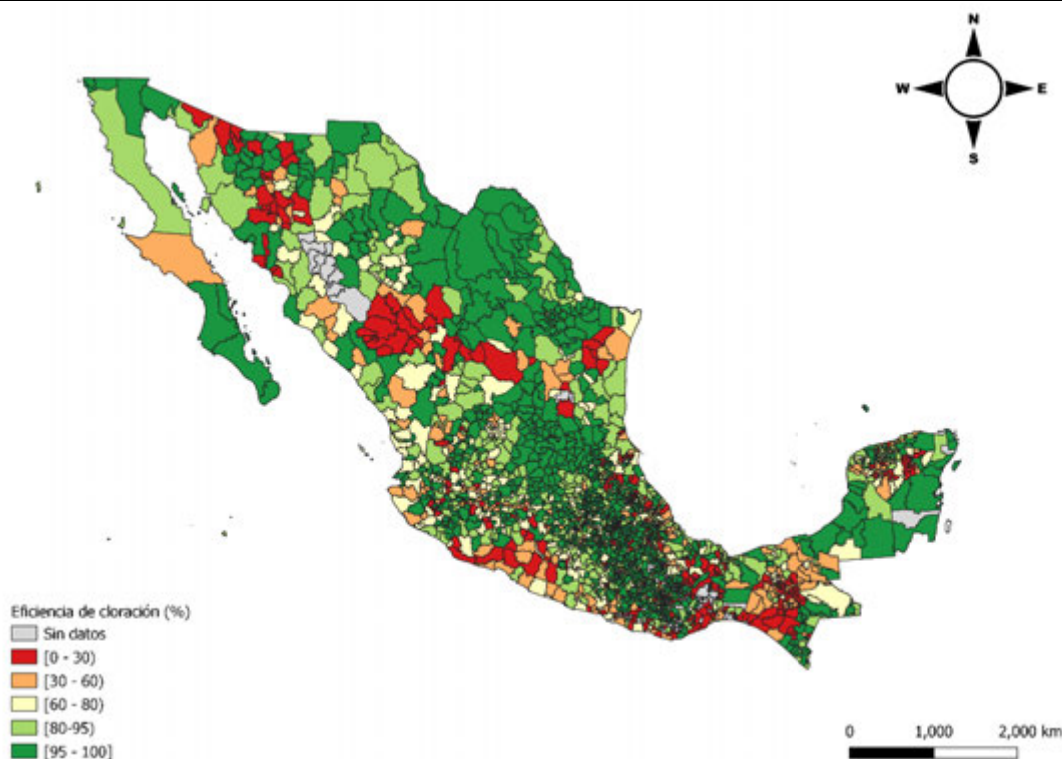 N
W E
S
Eficiencia de cloración (%)
Sin datos
[0 - 30)
[30 - 60)
[60 - 80)
[80-95)
[95 - 100]
0 1,000 2,000 km